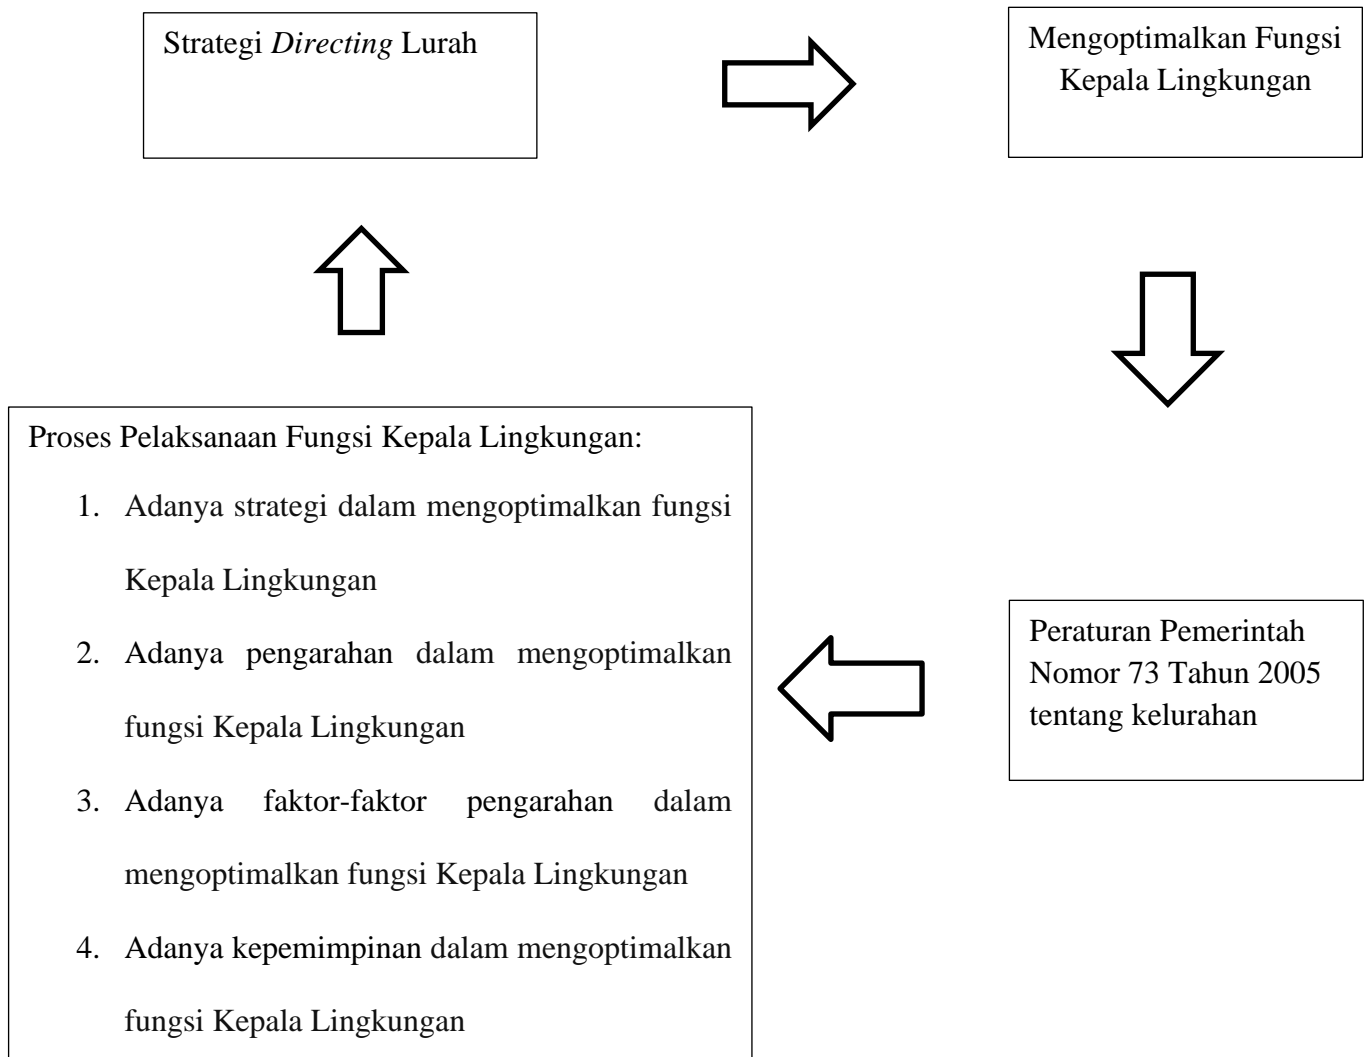 Strategi Directing Lurah
Mengoptimalkan Fungsi
Kepala Lingkungan
Proses Pelaksanaan Fungsi Kepala Lingkungan:
1. Adanya strategi dalam mengoptimalkan fungsi
Kepala Lingkungan
2. Adanya pengarahan dalam mengoptimalkan
fungsi Kepala Lingkungan
3. Adanya faktor-faktor pengarahan dalam
mengoptimalkan fungsi Kepala Lingkungan
4. Adanya kepemimpinan dalam mengoptimalkan
fungsi Kepala Lingkungan
Peraturan Pemerintah
Nomor 73 Tahun 2005
tentang kelurahan